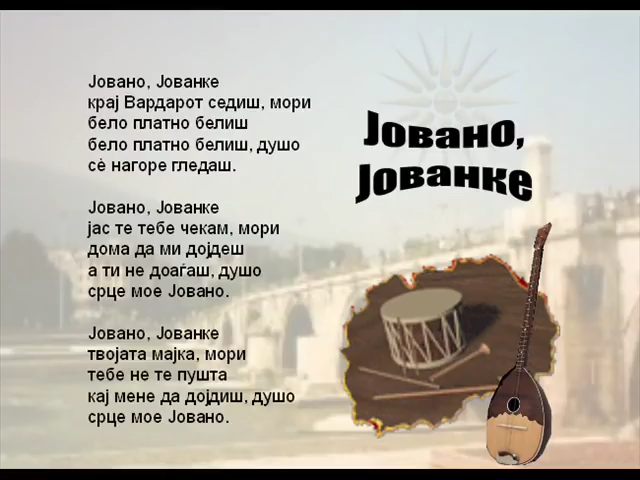 Јовано, Јованке
крај Вардарот седиш, мори
бело платно белиш
бело платно белиш, душо
сѐ нагоре гледаш.
Јовано, Јованке
јас те тебе чекам, мори
дома да ми дојдеш
а ти не доаѓаш, душо
срце мое Јовано.
Јовано, Јованке
твојата мајка, мори
тебе не те пушта
кај мене да дојдиш, душо
срце мое Јовано.
Јовано,
Јованке